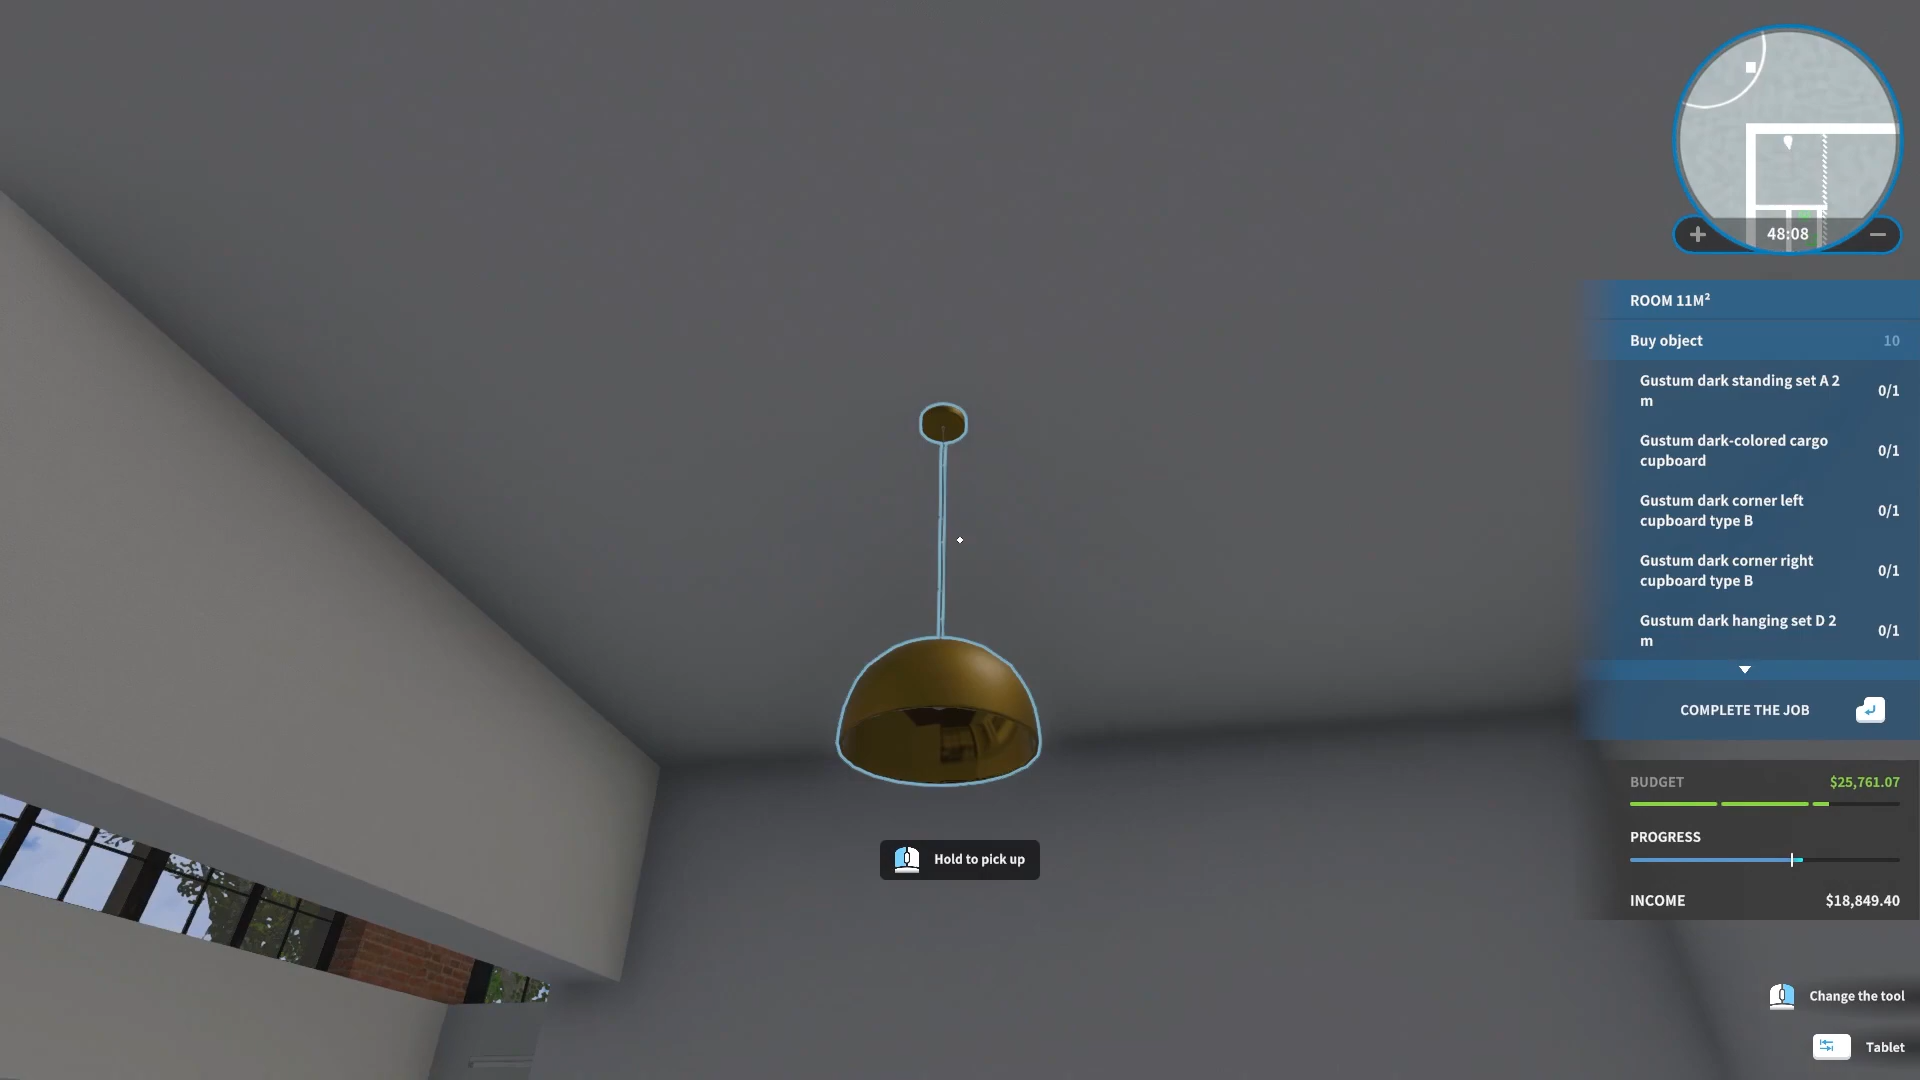 48:08
ROOM 11M²
Buy object 10
Gustum dark standing set A 2
m 0/1
Gustum dark-colored cargo
cupboard 0/1
Gustum dark corner left
cupboard type B 0/1
Gustum dark corner right
cupboard type B 0/1
Gustum dark hanging set D 2
m 0/1
COMPLETE THE JOB
BUDGET $25,761.07
PROGRESS
INCOME $18,849.40
Hold to pick up
Change the tool
Tablet